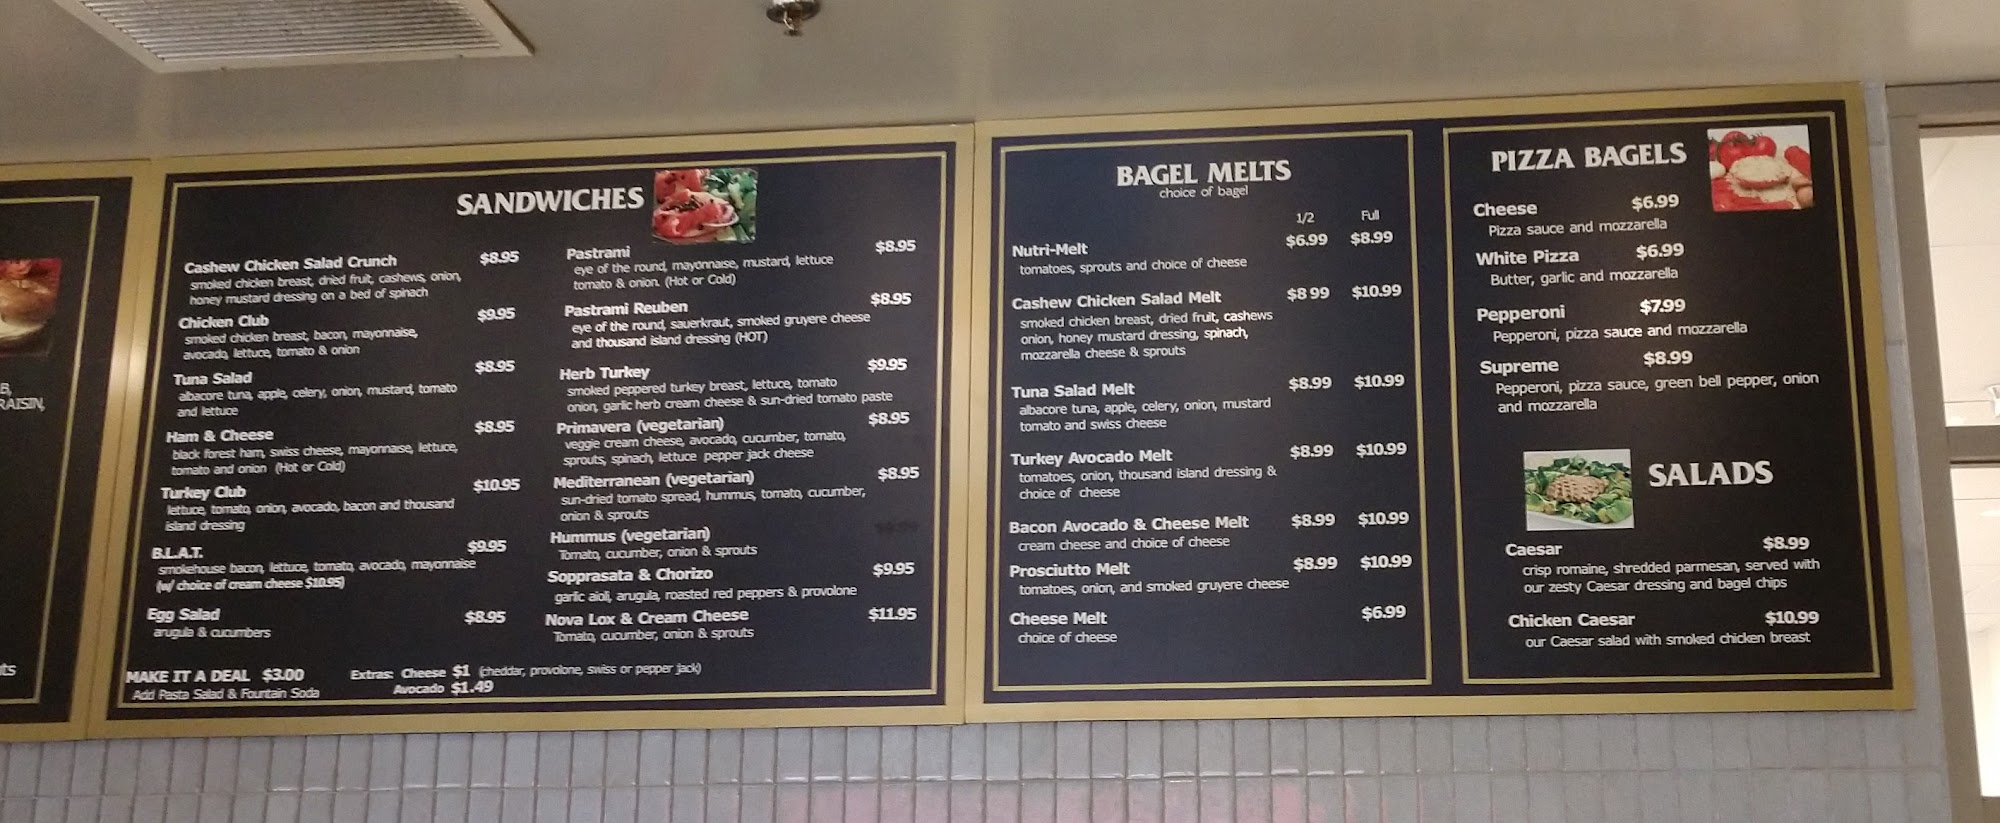 B,
RAISIN,
ts
SANDWICHES
Cashew Chicken Salad Crunch $8.95
smoked chicken breast, dried fruit, cashews, onion,
honey mustard dressing on a bed of spinach
Chicken Club $9.95
smoked chicken breast, bacon, mayonnaise,
avocado, lettuce, tomato & onion
Tuna Salad $8.95
albacore tuna, apple, celery, onion, mustard, tomato
and lettuce
Ham & Cheese $8.95
black forest ham, swiss cheese, mayonnaise, lettuce,
tomato and onion (Hot or Cold)
Turkey Club $10.95
lettuce, tomato, onion, avocado, bacon and thousand
island dressing
B.L.A.T. $9.95
smokehouse bacon, lettuce, tomato, avocado, mayonnaise
(w/ choice of cream cheese $10.95)
Egg Salad $8.95
arugula & cucumbers
Pastrami $8.95
eye of the round, mayonnaise, mustard, lettuce
tomato & onion. (Hot or Cold)
Pastrami Reuben $8.95
eye of the round, sauerkraut, smoked gruyere cheese
and thousand island dressing (HOT)
Herb Turkey $9.95
smoked peppered turkey breast, lettuce, tomato
onion, garlic herb cream cheese & sun-dried tomato paste
Primavera (vegetarian) $8.95
veggie cream cheese, avocado, cucumber, tomato,
sprouts, spinach, lettuce pepper jack cheese
Mediterranean (vegetarian) $8.95
sun-dried tomato spread, hummus, tomato, cucumber,
onion & sprouts
Hummus (vegetarian)
Tomato, cucumber, onion & sprouts
Sopprasata & Chorizo $9.95
garlic aioli, arugula, roasted red peppers & provolone
Nova Lox & Cream Cheese $11.95
Tomato, cucumber, onion & sprouts
MAKE IT A DEAL $3.00
Add Pasta Salad & Fountain Soda
Extras: Cheese $1 (cheddar, provolone, swiss or pepper jack)
Avocado $1.49
BAGEL MELTS
choice of bagel
1/2 Full
Nutri-Melt $6.99 $8.99
tomatoes, sprouts and choice of cheese
Cashew Chicken Salad Melt $8 99 $10.99
smoked chicken breast, dried fruit, cashews
onion, honey mustard dressing, spinach,
mozzarella cheese & sprouts
Tuna Salad Melt $8.99 $10.99
albacore tuna, apple, celery, onion, mustard
tomato and swiss cheese
Turkey Avocado Melt $8.99 $10.99
tomatoes, onion, thousand island dressing &
choice of cheese
Bacon Avocado & Cheese Melt $8.99 $10.99
cream cheese and choice of cheese
Prosciutto Melt $8.99 $10.99
tomatoes, onion, and smoked gruyere cheese
Cheese Melt $6.99
choice of cheese
PIZZA BAGELS
Cheese $6.99
Pizza sauce and mozzarella
White Pizza $6.99
Butter, garlic and mozzarella
Pepperoni $7.99
Pepperoni, pizza sauce and mozzarella
Supreme $8.99
Pepperoni, pizza sauce, green bell pepper, onion
and mozzarella
SALADS
Caesar $8.99
crisp romaine, shredded parmesan, served with
our zesty Caesar dressing and bagel chips
Chicken Caesar $10.99
our Caesar salad with smoked chicken breast